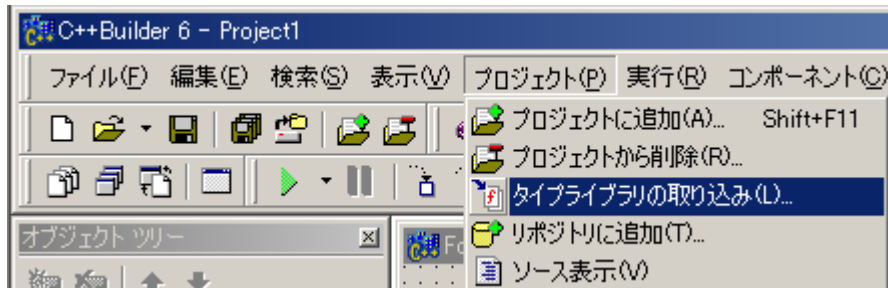 C++Builder 6 - Project1
ファイル(F) 編集(E) 検索(S) 表示(V) プロジェクト(P) 実行(R) コンポーネント(C)
プロジェクトに追加(A)... Shift+F11
プロジェクトから削除(R)...
タイプライブラリの取り込み(L)...
リポジトリに追加(T)...
ソース表示(V)
オブジェクト ツリー
Fo